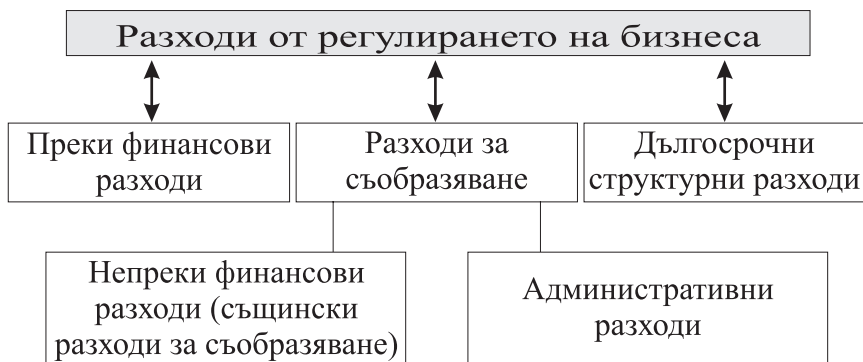 Разходи от регулирането на бизнеса
Преки финансови
разходи
Разходи за
съобразяване
Дългосрочни
структурни разходи
Непреки финансови
разходи (същински
разходи за съобразяване)
Административни
разходи